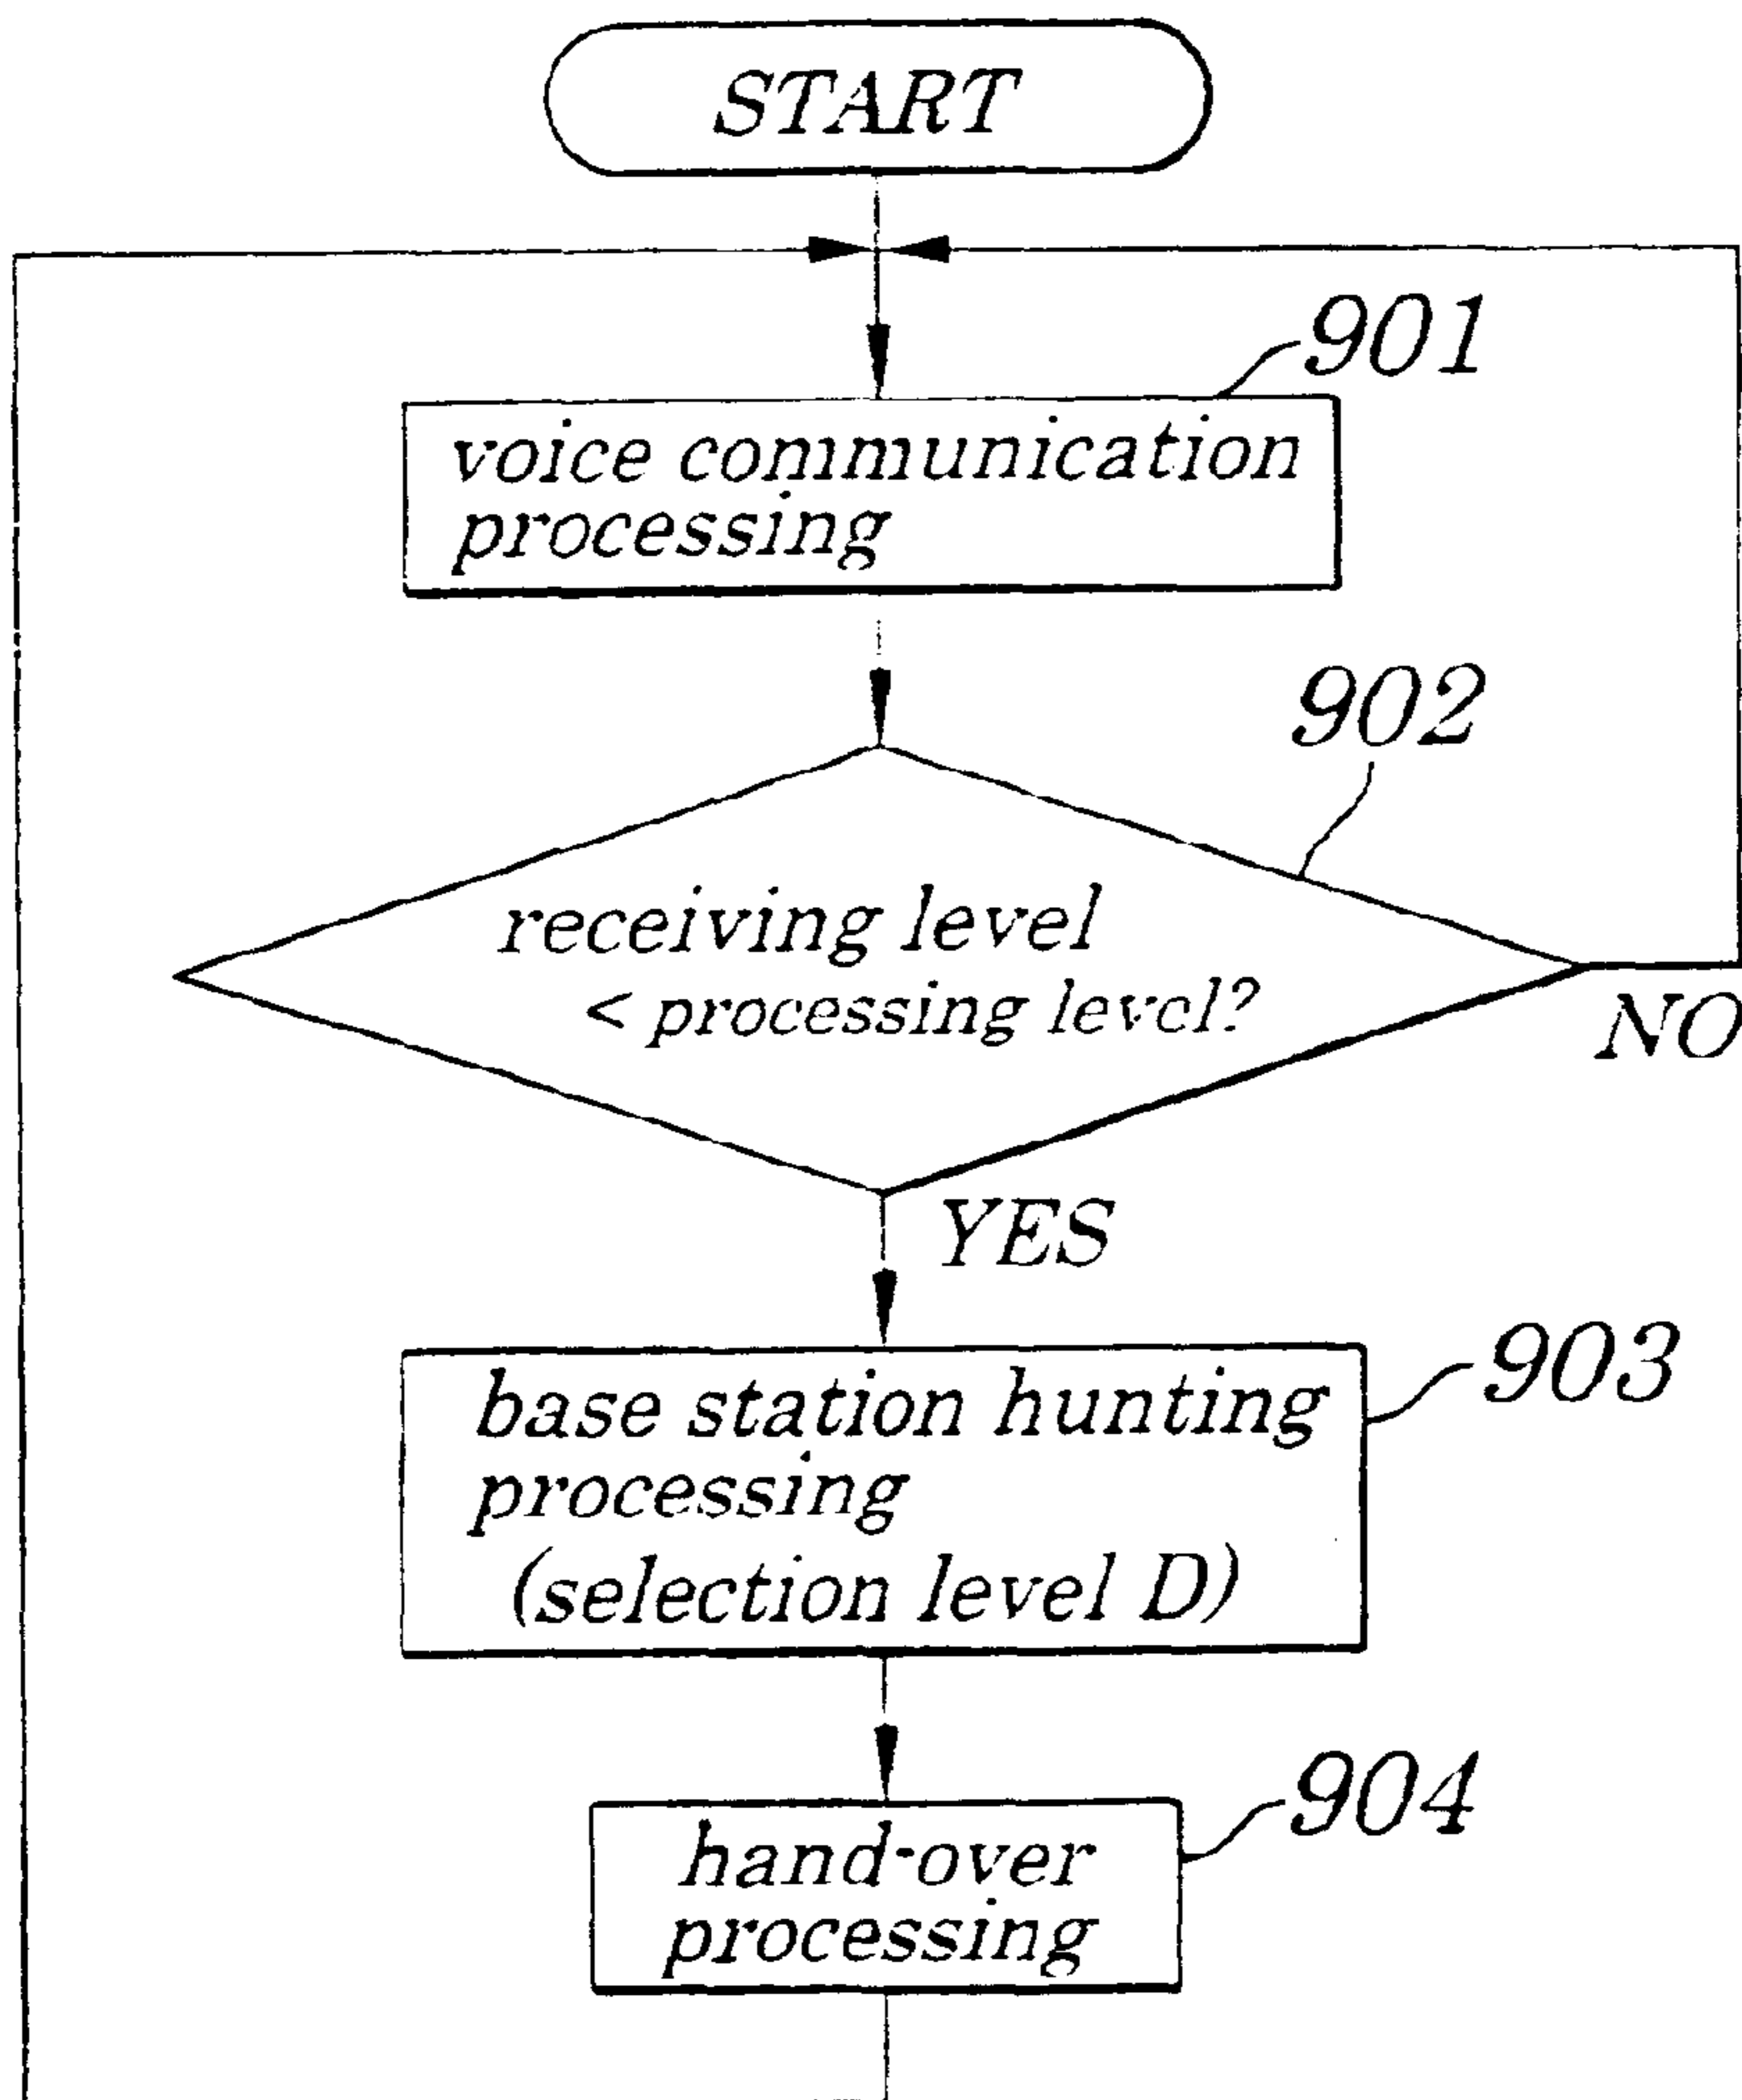 START
901
voice communication
processing
902
receiving level
< processing level?
NO
YES
903
base station hunting
processing
(selection level D)
904
hand-over
processing